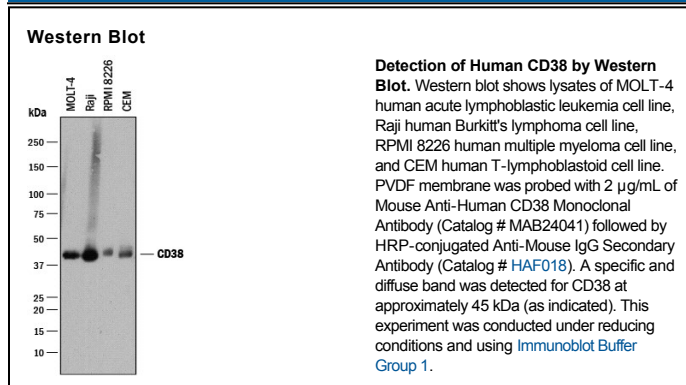 Western Blot
MOLT-4
Raji
RPMI 8226
CEM
kDa
250
150
100
75
50
37
25
20
15
10
CD38
Detection of Human CD38 by Western
Blot. Western blot shows lysates of MOLT-4
human acute lymphoblastic leukemia cell line,
Raji human Burkitt's lymphoma cell line,
RPMI 8226 human multiple myeloma cell line,
and CEM human T-lymphoblastoid cell line.
PVDF membrane was probed with 2 µg/mL of
Mouse Anti-Human CD38 Monoclonal
Antibody (Catalog # MAB24041) followed by
HRP-conjugated Anti-Mouse IgG Secondary
Antibody (Catalog # HAF018). A specific and
diffuse band was detected for CD38 at
approximately 45 kDa (as indicated). This
experiment was conducted under reducing
conditions and using Immunoblot Buffer
Group 1.